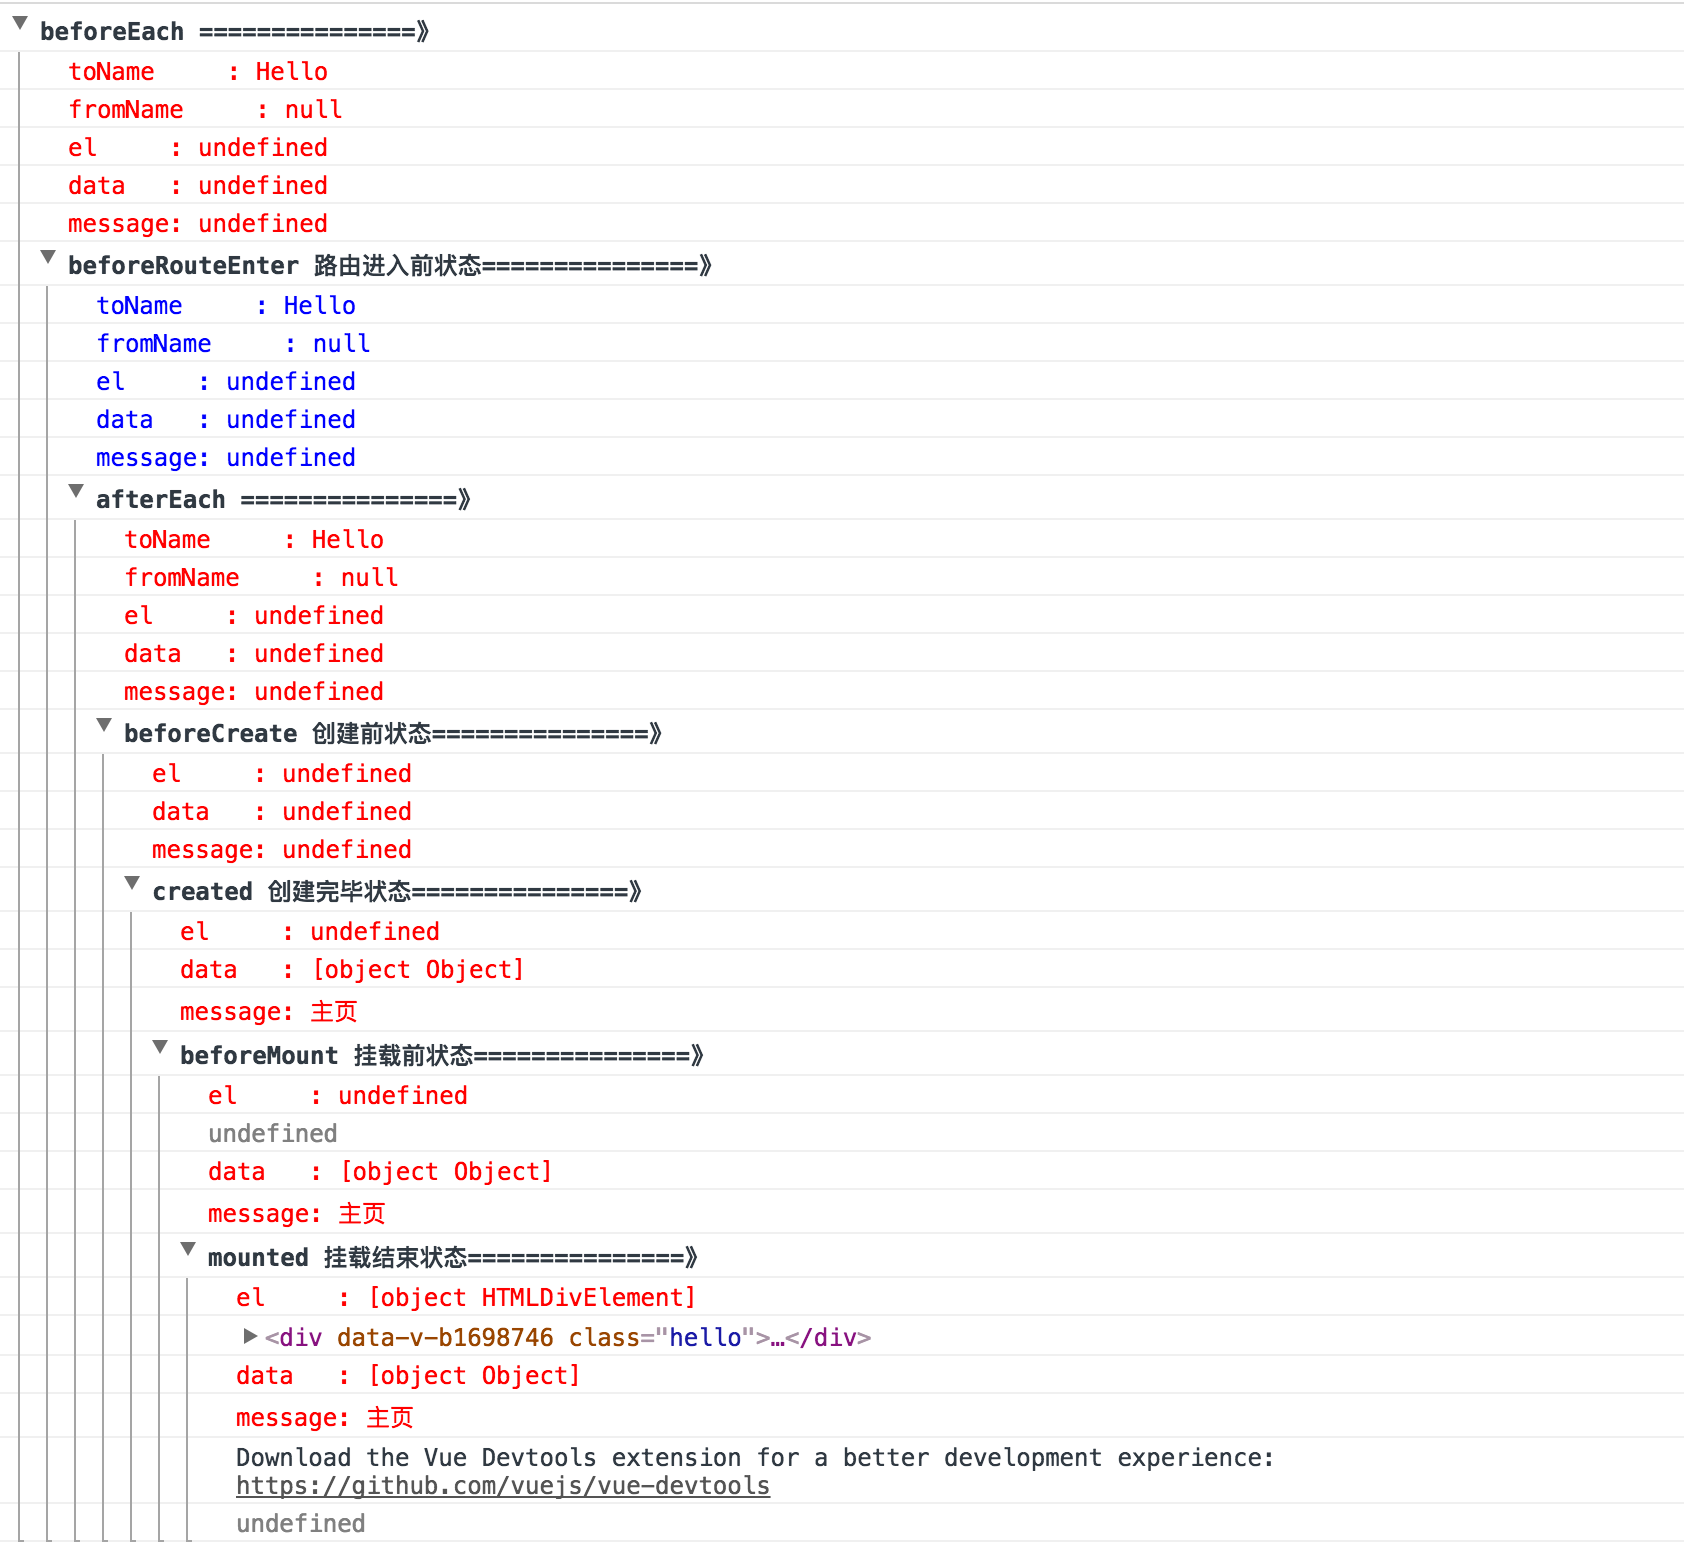 beforeEach ===============》
toName     : Hello
fromName     : null
el     : undefined
data   : undefined
message: undefined
beforeRouteEnter 路由进入前状态===============》
toName     : Hello
fromName     : null
el     : undefined
data   : undefined
message: undefined
afterEach ===============》
toName     : Hello
fromName     : null
el     : undefined
data   : undefined
message: undefined
beforeCreate 创建前状态===============》
el     : undefined
data   : undefined
message: undefined
created 创建完毕状态===============》
el     : undefined
data   : [object Object]
message: 主页
beforeMount 挂载前状态===============》
el     : undefined
undefined
data   : [object Object]
message: 主页
mounted 挂载结束状态===============》
el     : [object HTMLDivElement]
<div data-v-b1698746 class="hello">…</div>
data   : [object Object]
message: 主页
Download the Vue Devtools extension for a better development experience:
https://github.com/vuejs/vue-devtools
undefined